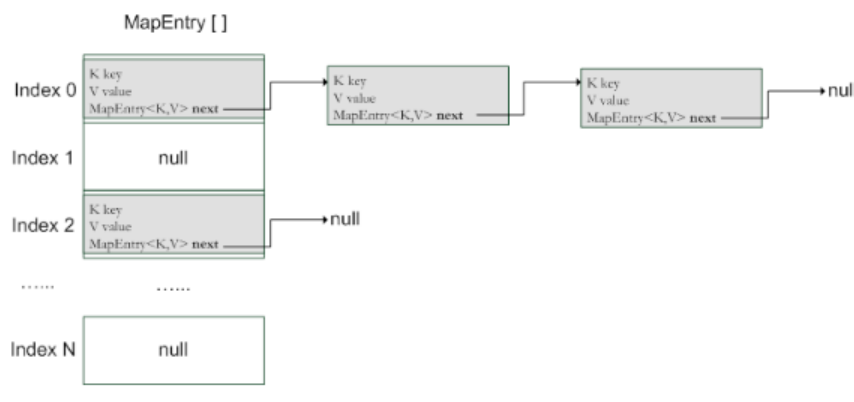 MapEntry [ ]
Index 0
K key
V value
MapEntry<K,V> next
K key
V value
MapEntry<K,V> next
K key
V value
MapEntry<K,V> next
nul
Index 1
null
Index 2
K key
V value
MapEntry<K,V> next
null
......
......
Index N
null